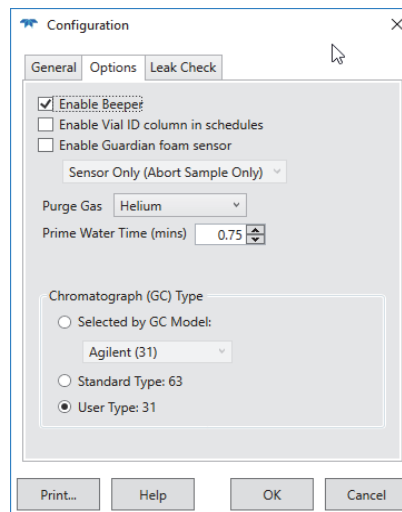 Configuration
General Options Leak Check
Enable Beeper
Enable Vial ID column in schedules
Enable Guardian foam sensor
Sensor Only (Abort Sample Only)
Purge Gas Helium
Prime Water Time (mins) 0.75
Chromatograph (GC) Type
Selected by GC Model:
Agilent (31)
Standard Type: 63
User Type: 31
Print... Help OK Cancel